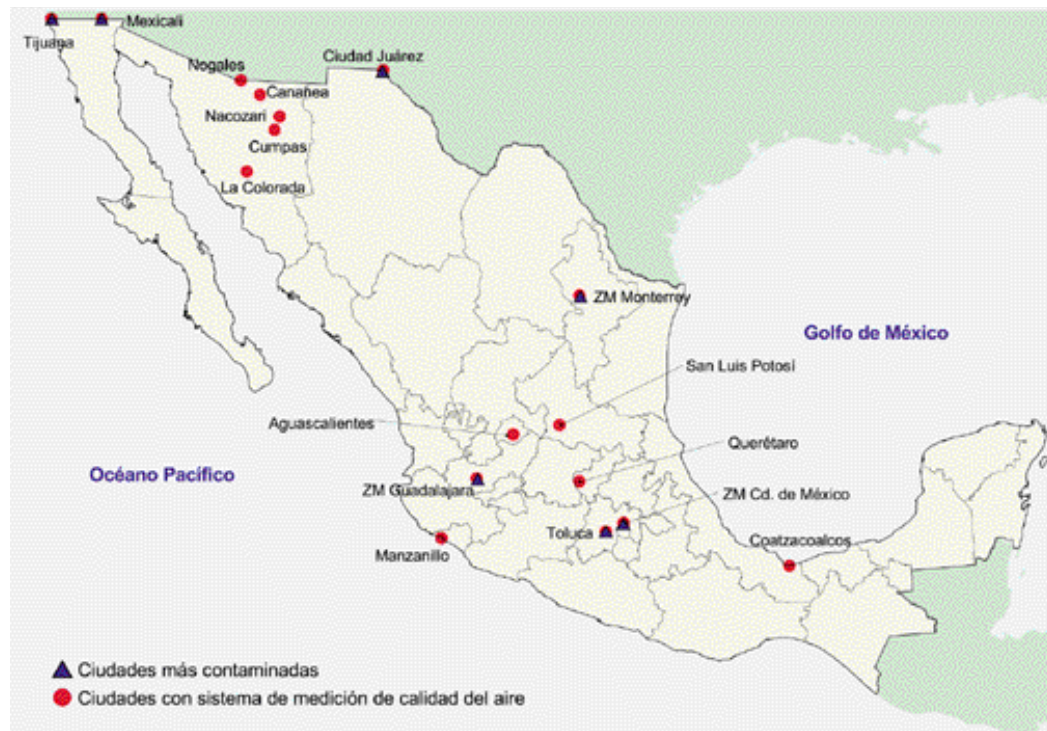 Mexicali
Tijuana
Ciudad Juárez
Nogales
Cananea
Nacozari
Cumpas
La Colorada
ZM Monterrey
Golfo de México
San Luis Potosí
Aguascalientes
Querétaro
Océano Pacífico
ZM Guadalajara
ZM Cd. de México
Toluca
Coatzacoalcos
Manzanillo
Ciudades más contaminadas
Ciudades con sistema de medición de calidad del aire